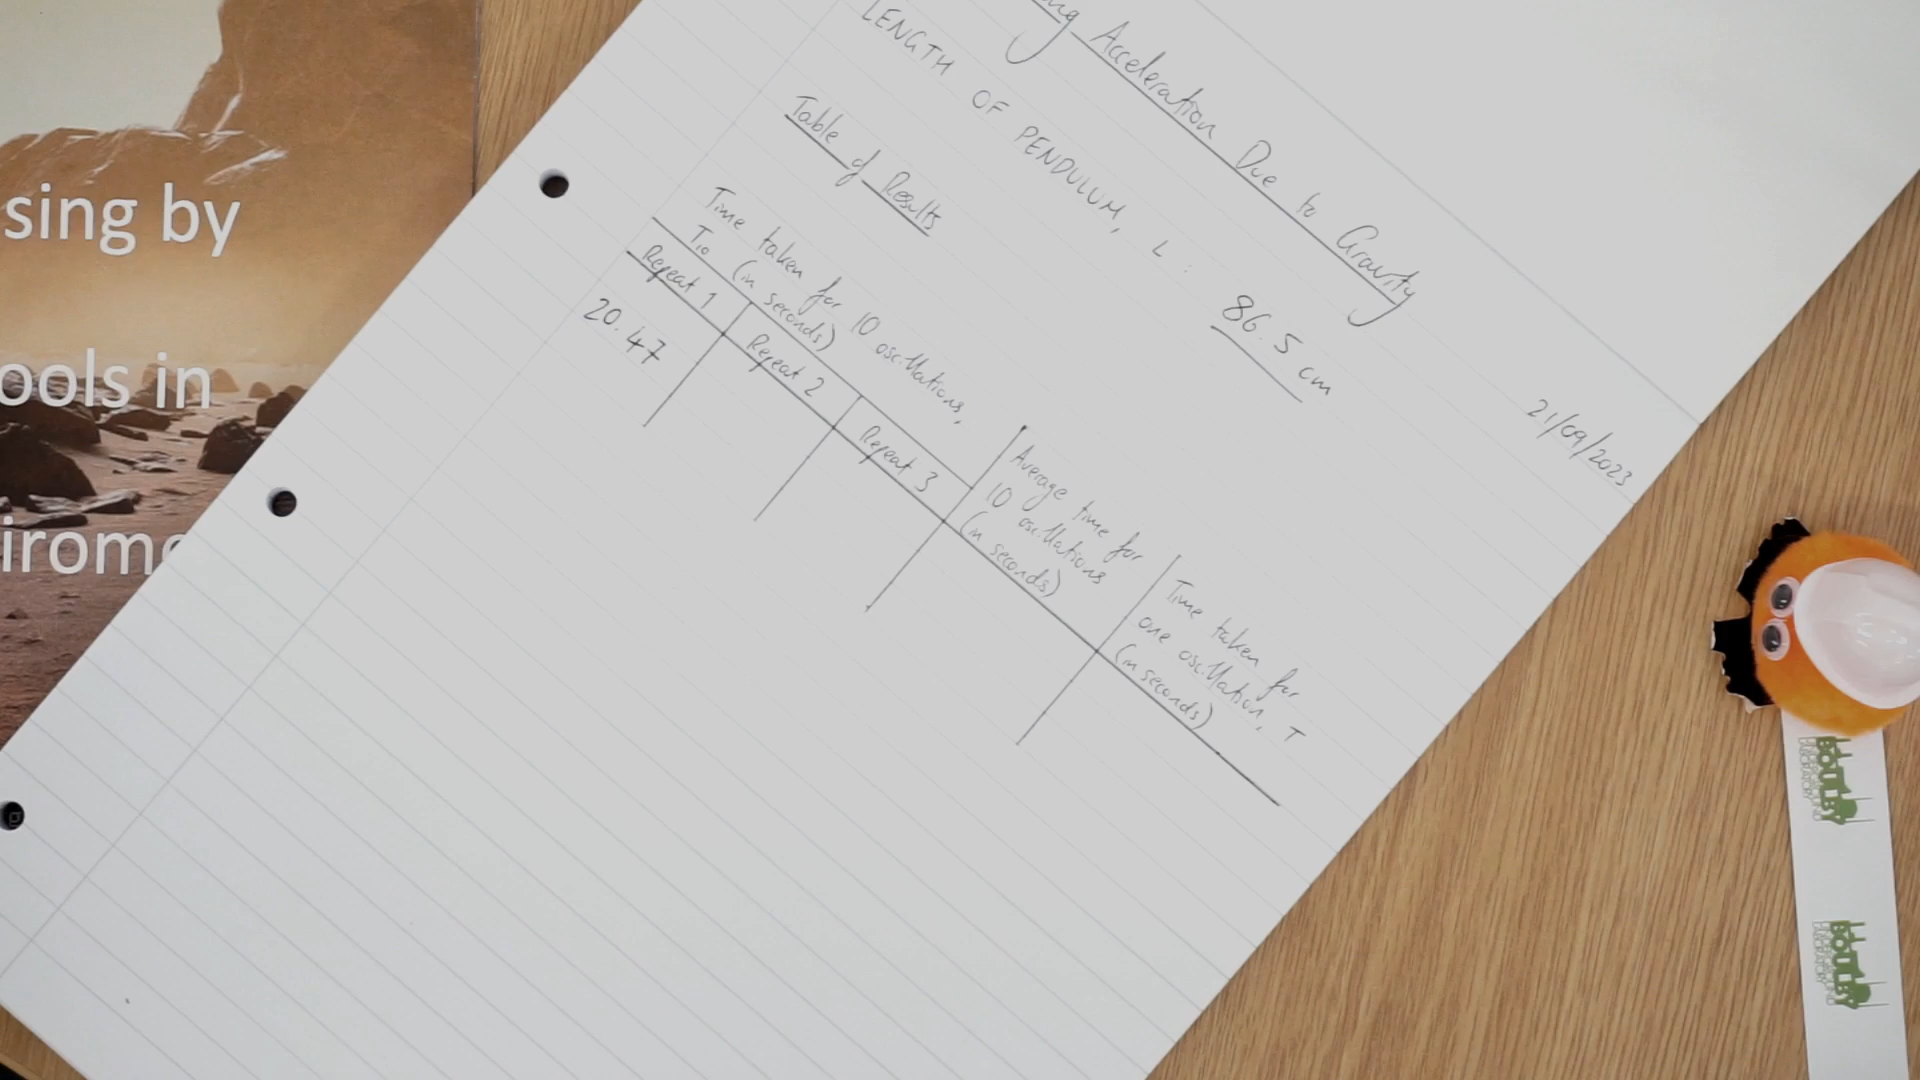 Acceleration Due to Gravity
21/09/2023
LENGTH OF PENDULUM, L : 86.5 cm
Table of Results
Time taken for 10 oscillations,
T10 (in seconds)
Repeat 1
Repeat 2
Repeat 3
Average time for
10 oscillations
(in seconds)
Time taken for
one oscillation, T
(in seconds)
20.47
sing by
ools in
BOULBY
BOULBY